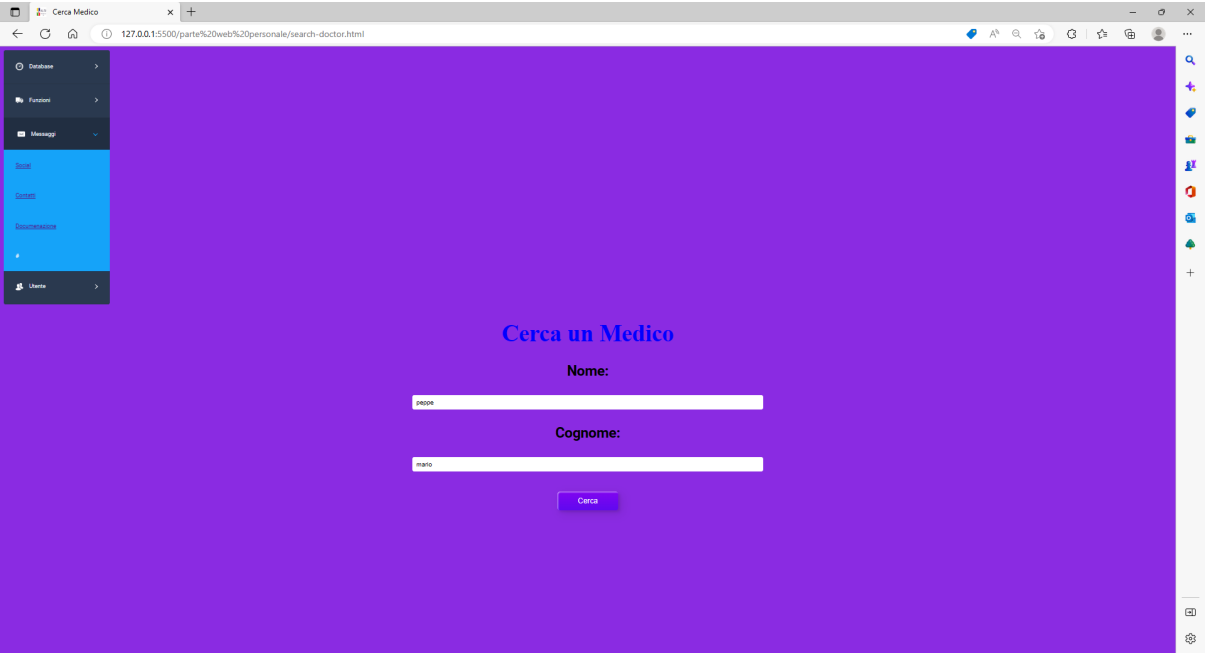 Cerca Medico
127.0.0.1:5500/parte%20web%20personale/search-doctor.html
Database
Funzioni
Messaggi
Social
Contatti
Documenazione
#
Utente
Cerca un Medico
Nome:
peppe
Cognome:
mario
Cerca